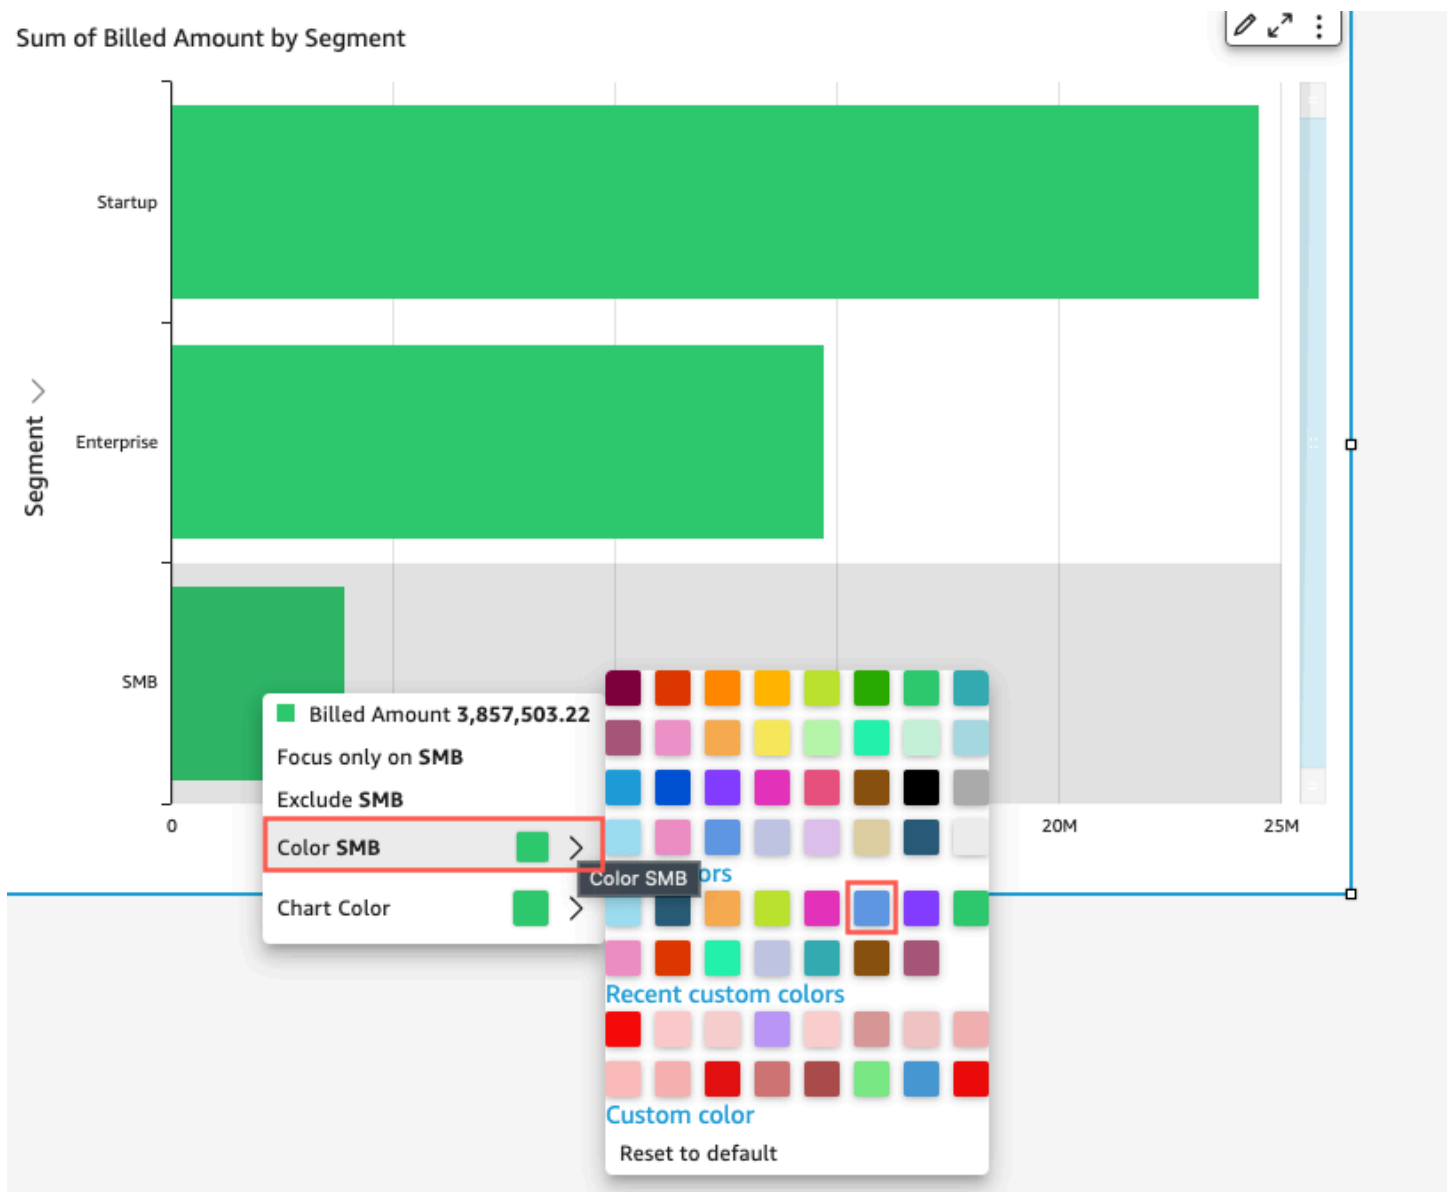 Sum of Billed Amount by Segment
Startup
Enterprise
SMB
Segment
0
20M
25M
Billed Amount 3,857,503.22
Focus only on SMB
Exclude SMB
Color SMB
Chart Color
Color SMB
Recent custom colors
Custom color
Reset to default